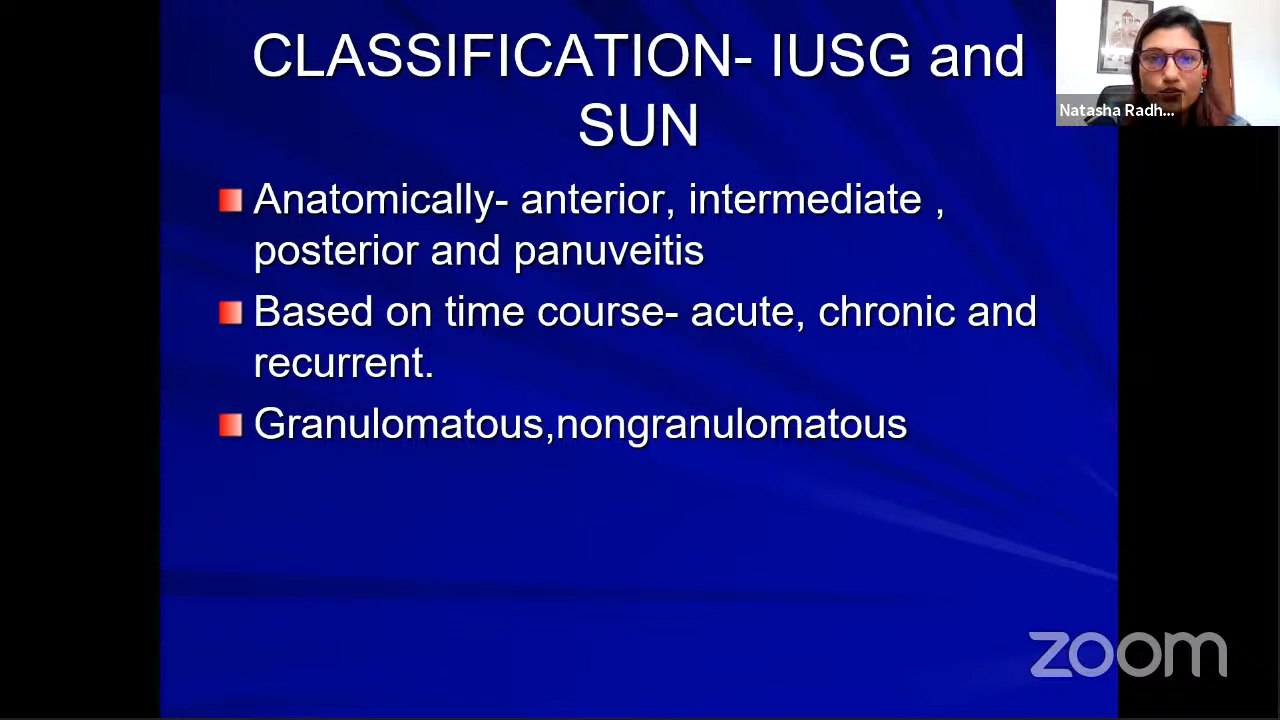 CLASSIFICATION- IUSG and
SUN
Anatomically- anterior, intermediate ,
posterior and panuveitis
Based on time course- acute, chronic and
recurrent.
Granulomatous,nongranulomatous
Natasha Radh...
zoom